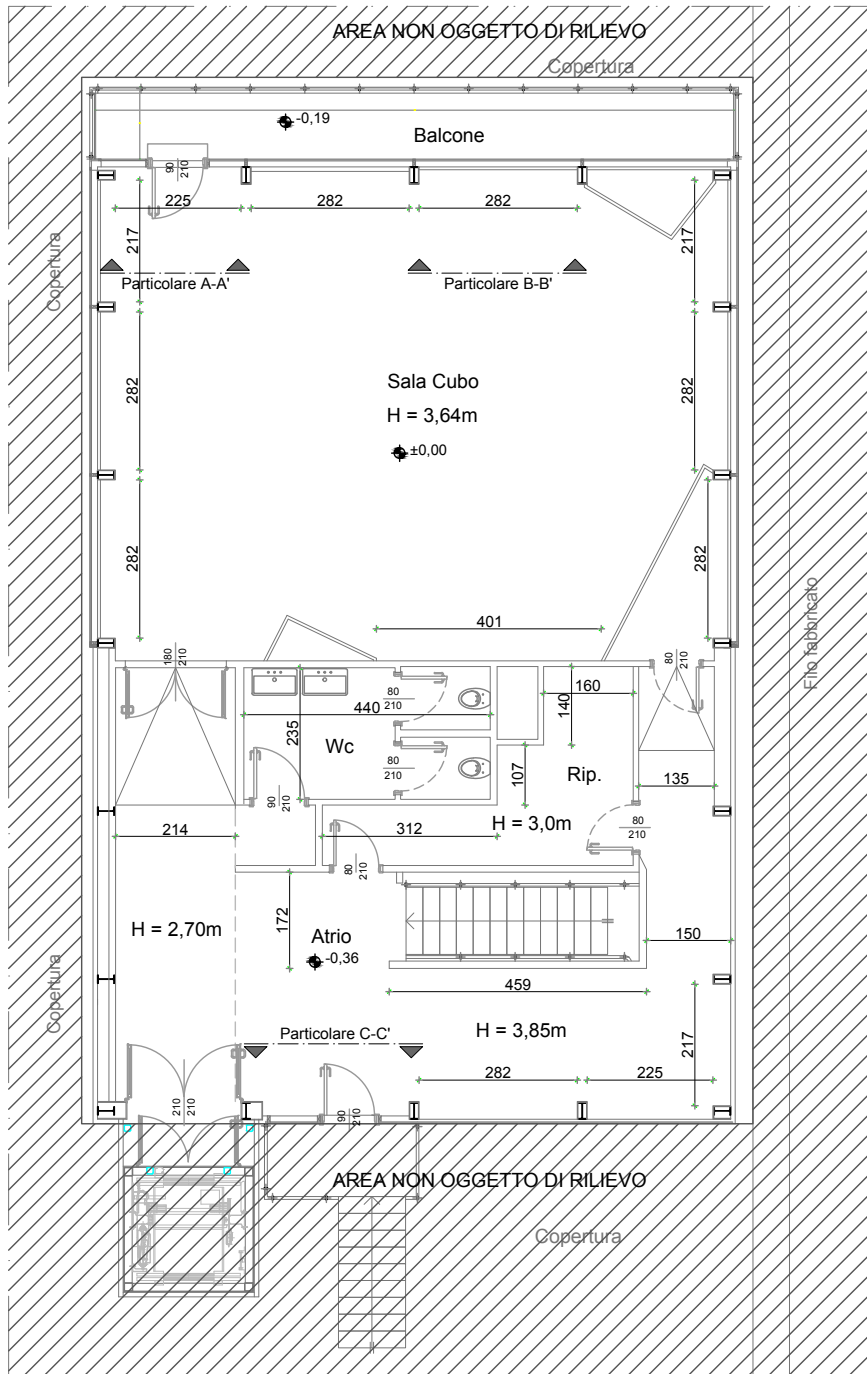 AREA NON OGGETTO DI RILIEVO
Copertura
-0,19
Balcone
90
210
225
282
282
217
217
Copertura
Particolare A-A'
Particolare B-B'
282
282
Sala Cubo
H = 3,64m
±0,00
282
282
401
Filo fabbricato
180
210
80
210
80
210
440
235
Wc
80
210
160
140
107
Rip.
135
90
210
214
312
H = 3,0m
80
210
80
210
172
H = 2,70m
Atrio
-0,36
150
459
Copertura
Particolare C-C'
H = 3,85m
217
282
225
210
210
90
210
AREA NON OGGETTO DI RILIEVO
Copertura